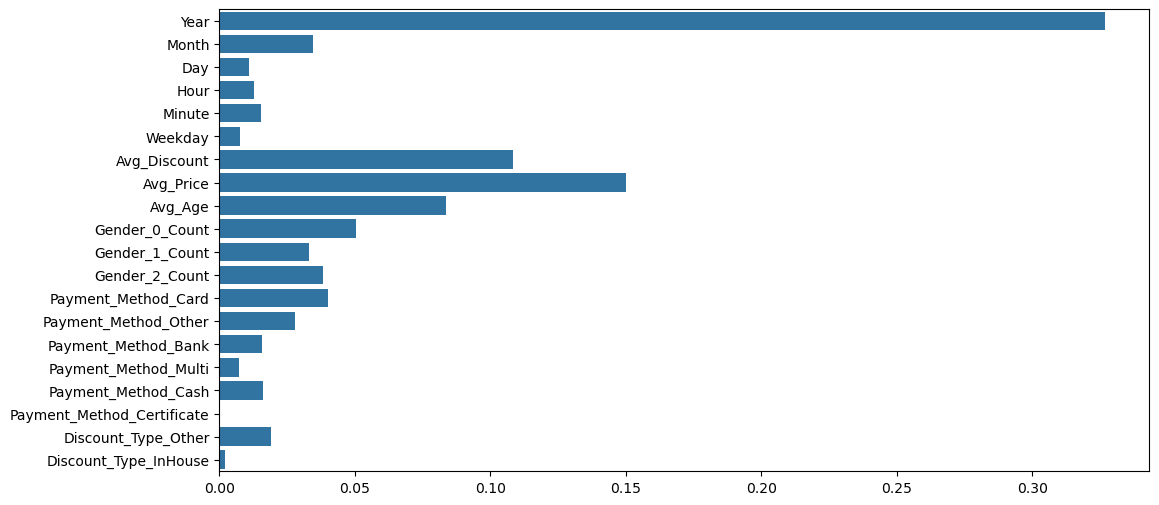 Year
Month
Day
Hour
Minute
Weekday
Avg_Discount
Avg_Price
Avg_Age
Gender_0_Count
Gender_1_Count
Gender_2_Count
Payment_Method_Card
Payment_Method_Other
Payment_Method_Bank
Payment_Method_Multi
Payment_Method_Cash
Payment_Method_Certificate
Discount_Type_Other
Discount_Type_InHouse
0.00 0.05 0.10 0.15 0.20 0.25 0.30